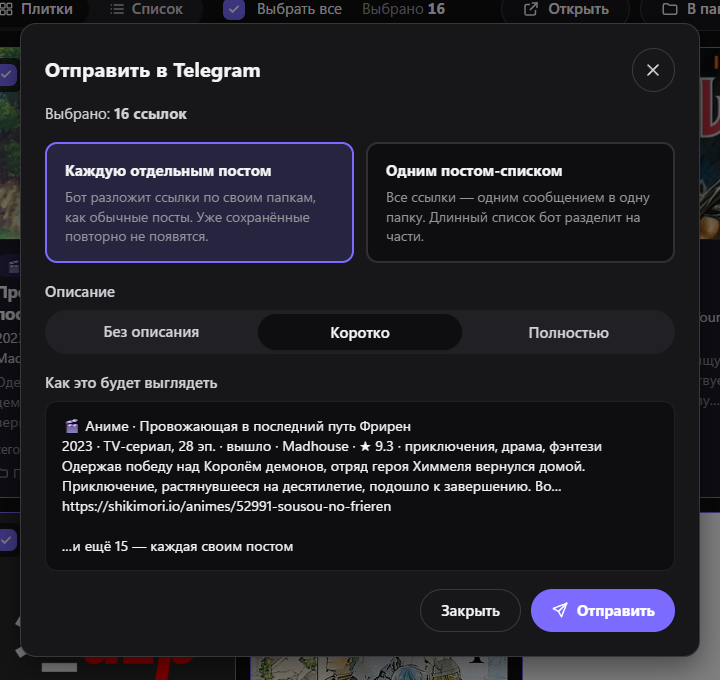 Плитки
Список
Выбрать все
Выбрано 16
Открыть
В пап
Отправить в Telegram
Выбрано: 16 ссылок
Каждую отдельным постом
Бот разложит ссылки по своим папкам,
как обычные посты. Уже сохранённые
повторно не появятся.
Одним постом-списком
Все ссылки — одним сообщением в одну
папку. Длинный список бот разделит на
части.
Описание
Без описания
Коротко
Полностью
Как это будет выглядеть
Аниме · Провожающая в последний путь Фрирен
2023 · TV-сериал, 28 эп. · вышло · Madhouse · ★ 9.3 · приключения, драма, фэнтези
Одержав победу над Королём демонов, отряд героя Химмеля вернулся домой.
Приключение, растянувшееся на десятилетие, подошло к завершению. Во…
https://shikimori.io/animes/52991-sousou-no-frieren
…и ещё 15 — каждая своим постом
Закрыть
Отправить